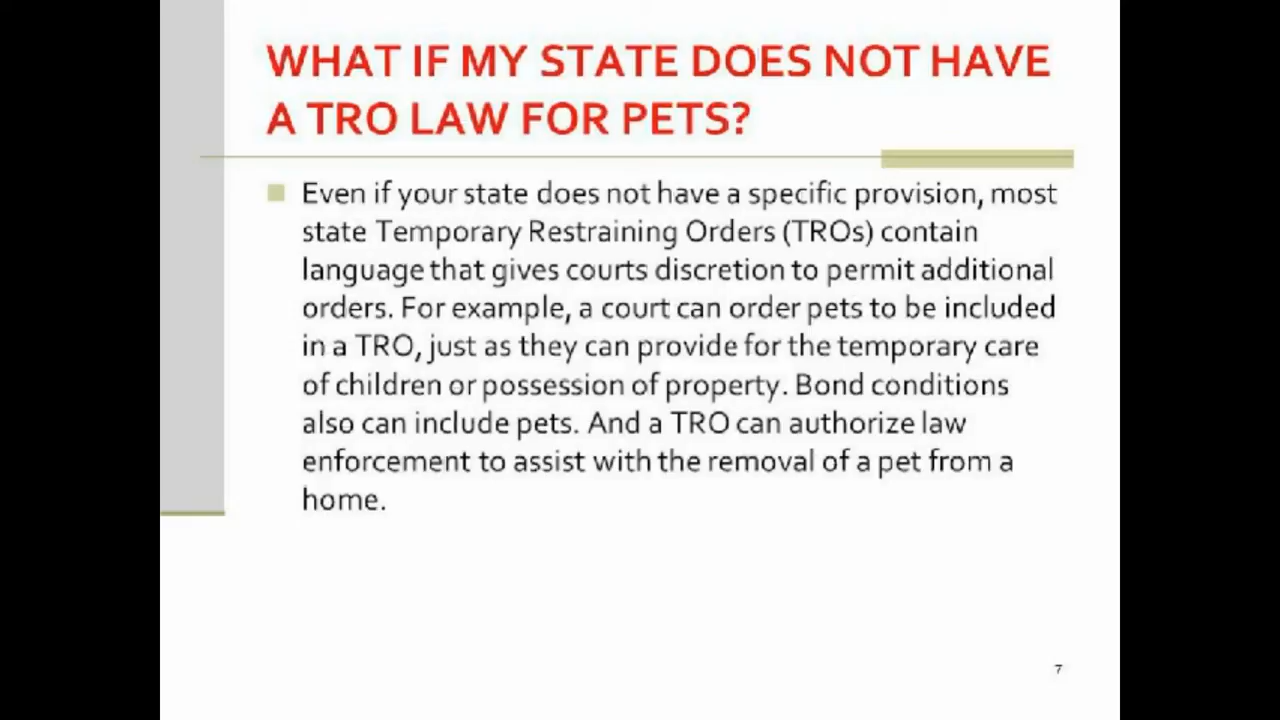 WHAT IF MY STATE DOES NOT HAVE
A TRO LAW FOR PETS?
Even if your state does not have a specific provision, most
state Temporary Restraining Orders (TROs) contain
language that gives courts discretion to permit additional
orders. For example, a court can order pets to be included
in a TRO, just as they can provide for the temporary care
of children or possession of property. Bond conditions
also can include pets. And a TRO can authorize law
enforcement to assist with the removal of a pet from a
home.
7